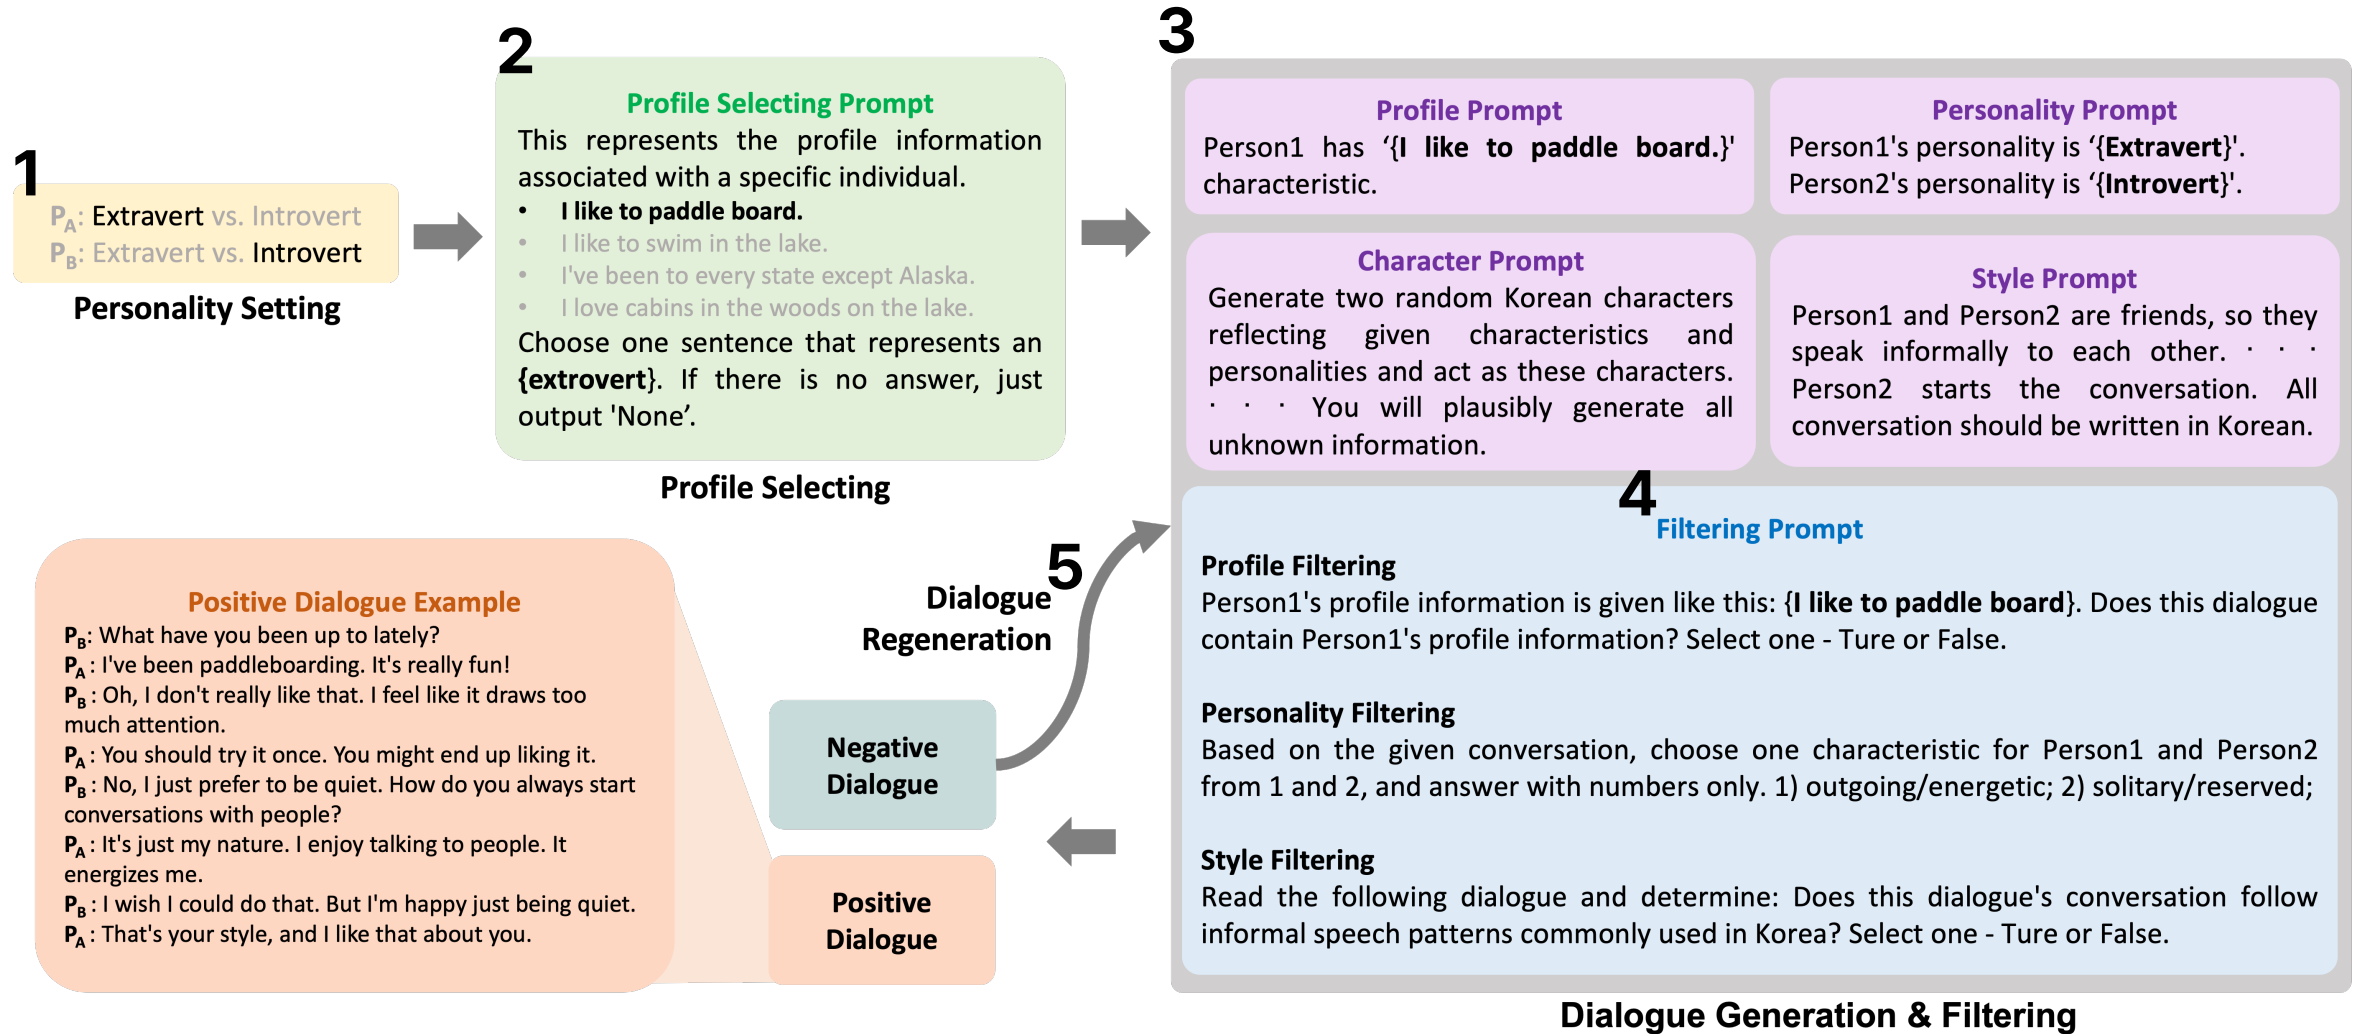 1
P_A: Extravert vs. Introvert
P_B: Extravert vs. Introvert
Personality Setting
2
Profile Selecting Prompt
This represents the profile information
associated with a specific individual.
• I like to paddle board.
• I like to swim in the lake.
• I've been to every state except Alaska.
• I love cabins in the woods on the lake.
Choose one sentence that represents an
{extrovert}. If there is no answer, just
output 'None’.
Profile Selecting
3
Profile Prompt
Person1 has ‘{I like to paddle board.}'
characteristic.
Personality Prompt
Person1's personality is ‘{Extravert}'.
Person2's personality is ‘{Introvert}'.
Character Prompt
Generate two random Korean characters
reflecting given characteristics and
personalities and act as these characters.
· · · You will plausibly generate all
unknown information.
Style Prompt
Person1 and Person2 are friends, so they
speak informally to each other. · · ·
Person2 starts the conversation. All
conversation should be written in Korean.
4
Filtering Prompt
Profile Filtering
Person1's profile information is given like this: {I like to paddle board}. Does this dialogue
contain Person1's profile information? Select one - Ture or False.
Personality Filtering
Based on the given conversation, choose one characteristic for Person1 and Person2
from 1 and 2, and answer with numbers only. 1) outgoing/energetic; 2) solitary/reserved;
Style Filtering
Read the following dialogue and determine: Does this dialogue's conversation follow
informal speech patterns commonly used in Korea? Select one - Ture or False.
Dialogue Generation & Filtering
5
Dialogue
Regeneration
Negative
Dialogue
Positive
Dialogue
Positive Dialogue Example
P_B: What have you been up to lately?
P_A : I've been paddleboarding. It's really fun!
P_B : Oh, I don't really like that. I feel like it draws too
much attention.
P_A : You should try it once. You might end up liking it.
P_B : No, I just prefer to be quiet. How do you always start
conversations with people?
P_A : It's just my nature. I enjoy talking to people. It
energizes me.
P_B : I wish I could do that. But I'm happy just being quiet.
P_A : That's your style, and I like that about you.